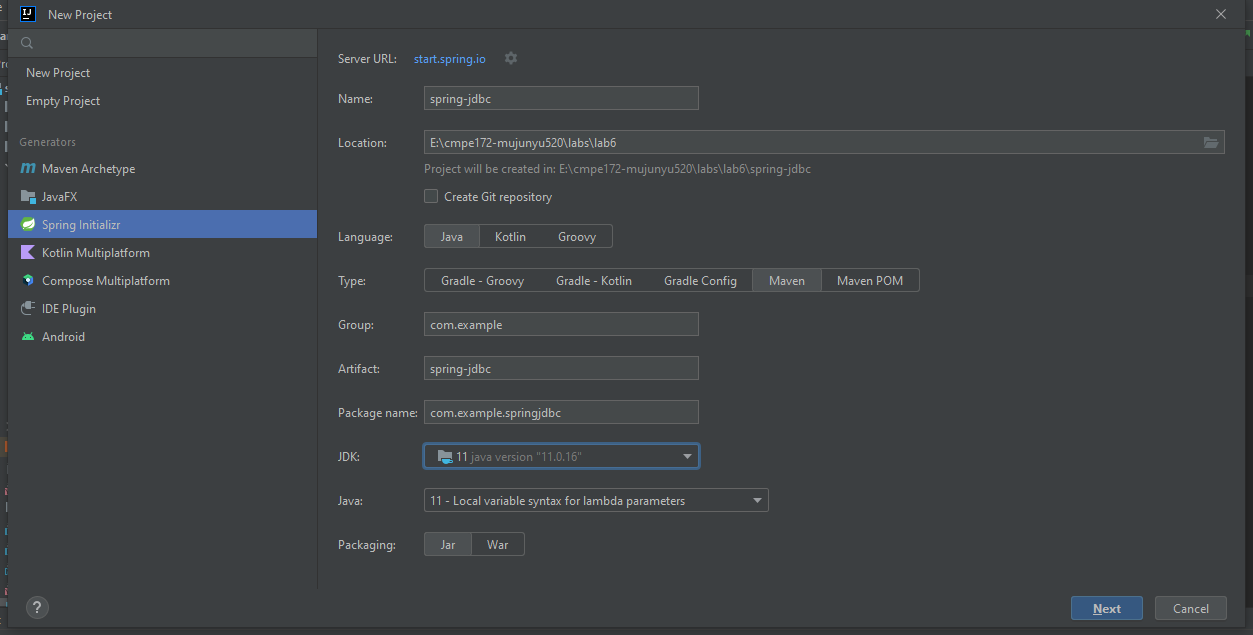 New Project
New Project
Empty Project
Generators
Maven Archetype
JavaFX
Spring Initializr
Kotlin Multiplatform
Compose Multiplatform
IDE Plugin
Android
?
Server URL: start.spring.io
Name: spring-jdbc
Location: E:\cmpe172-mujunyu520\labs\lab6
Project will be created in: E:\cmpe172-mujunyu520\labs\lab6\spring-jdbc
Create Git repository
Language: Java Kotlin Groovy
Type: Gradle - Groovy Gradle - Kotlin Gradle Config Maven Maven POM
Group: com.example
Artifact: spring-jdbc
Package name: com.example.springjdbc
JDK: 11 java version "11.0.16"
Java: 11 - Local variable syntax for lambda parameters
Packaging: Jar War
Next Cancel